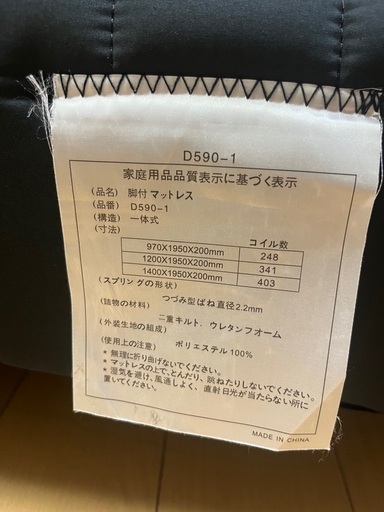 D590-1
家庭用品品質表示に基づく表示
(品名) 脚付マットレス
(品番) D590-1
(構造) 一体式
(寸法)
コイル数
970X1950X200mm 248
1200X1950X200mm 341
1400X1950X200mm 403
(スプリングの形状)
つづみ型ばね直径2.2mm
(詰物の材料)
二重キルト、ウレタンフオーム
(外装生地の組成)
ポリエステル100%
(使用上の注意)
* 無理に折り曲げないでください。
* マットレスの上で、とんだり、跳ねたりしないでください。
* 湿気を避け、風通しよく、直射日光が当たらない所に
置いてください。
MADE IN CHINA